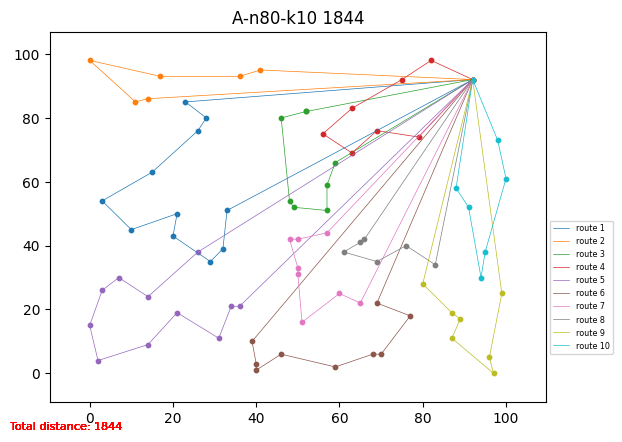 A-n80-k10 1844
100
80
60
40
20
0
0 20 40 60 80 100
route 1
route 2
route 3
route 4
route 5
route 6
route 7
route 8
route 9
route 10
Total distance: 1844